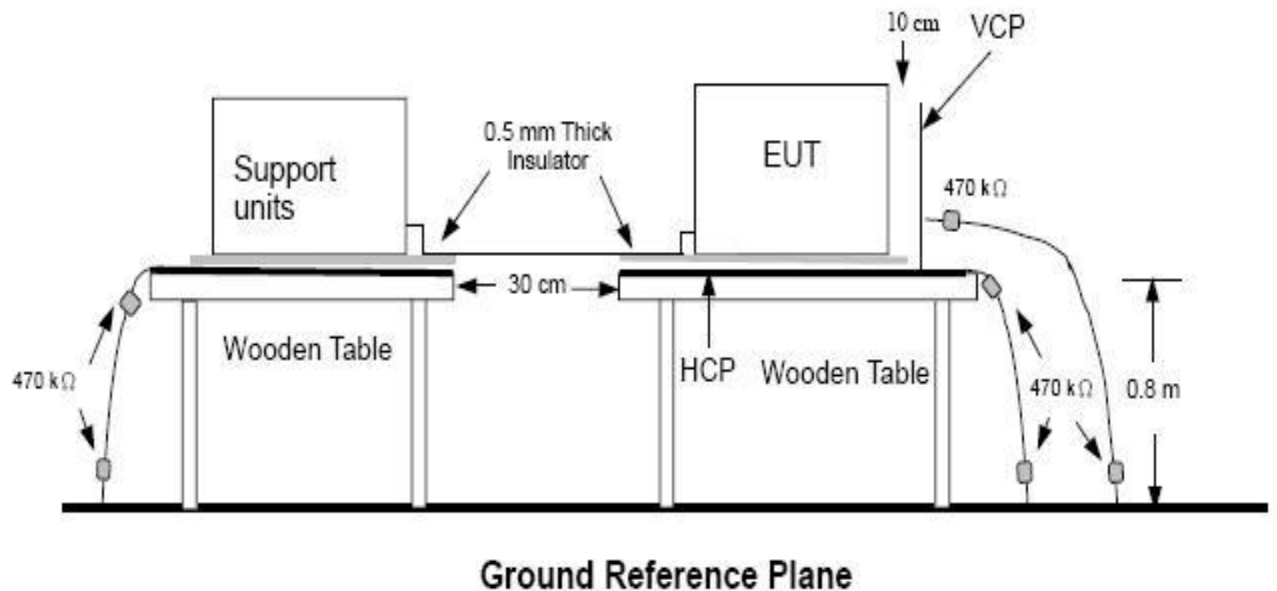 10 cm
VCP
0.5 mm Thick
Insulator
Support
units
EUT
470 kΩ
30 cm
Wooden Table
HCP
Wooden Table
470 kΩ
470 kΩ
0.8 m
Ground Reference Plane